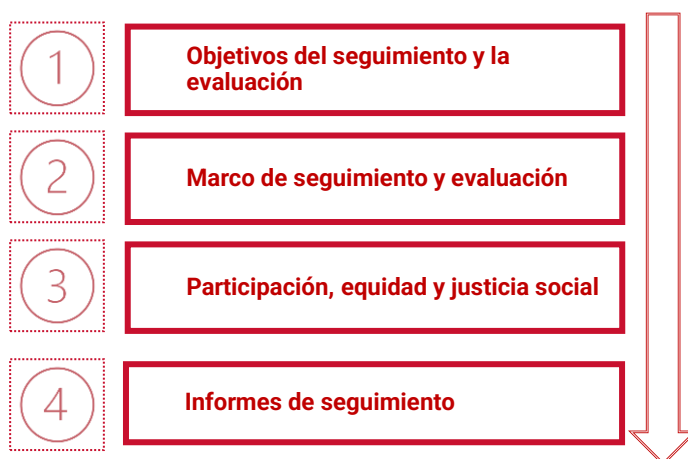 1
Objetivos del seguimiento y la
evaluación
2
Marco de seguimiento y evaluación
3
Participación, equidad y justicia social
4
Informes de seguimiento